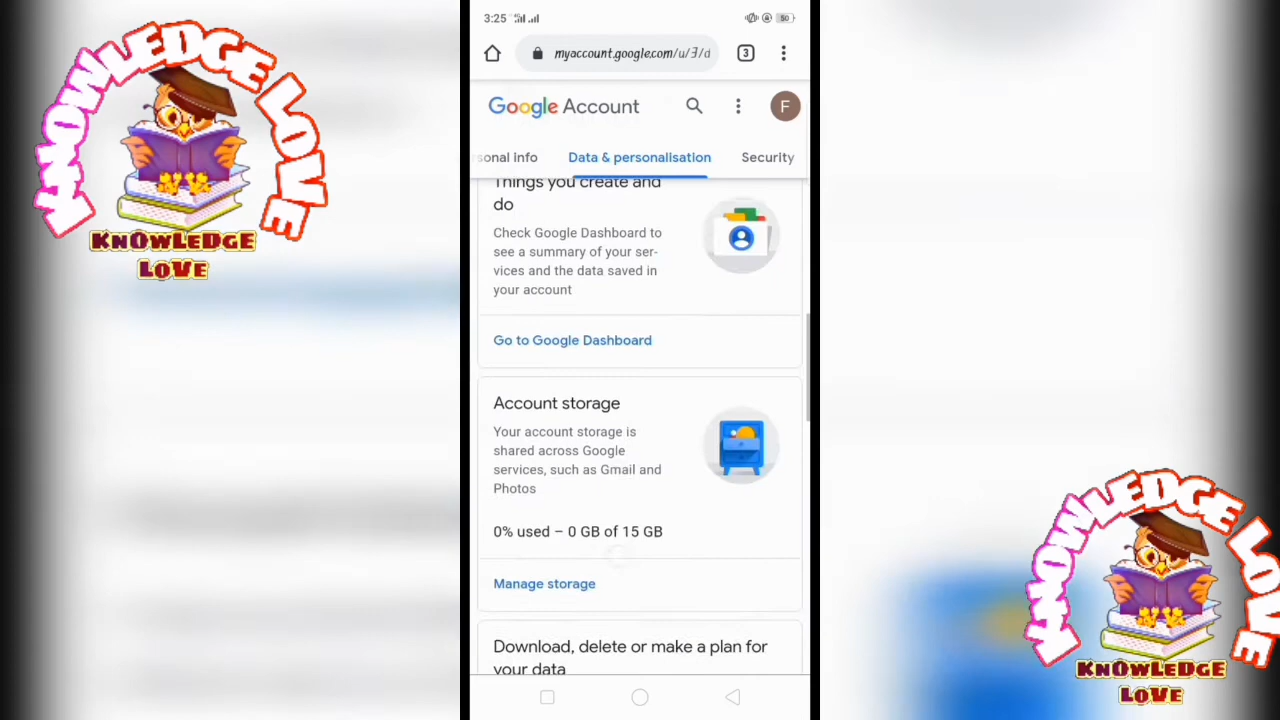 KNOWLEDGE LOVE
KNOWLEDGE
LOVE
3:25
50
myaccount.google.com/u/3/d
3
Google Account
F
sonal info
Data & personalisation
Security
Things you create and
do
Check Google Dashboard to
see a summary of your ser-
vices and the data saved in
your account
Go to Google Dashboard
Account storage
Your account storage is
shared across Google
services, such as Gmail and
Photos
0% used – 0 GB of 15 GB
Manage storage
Download, delete or make a plan for
your data
KNOWLEDGE LOVE
KNOWLEDGE
LOVE